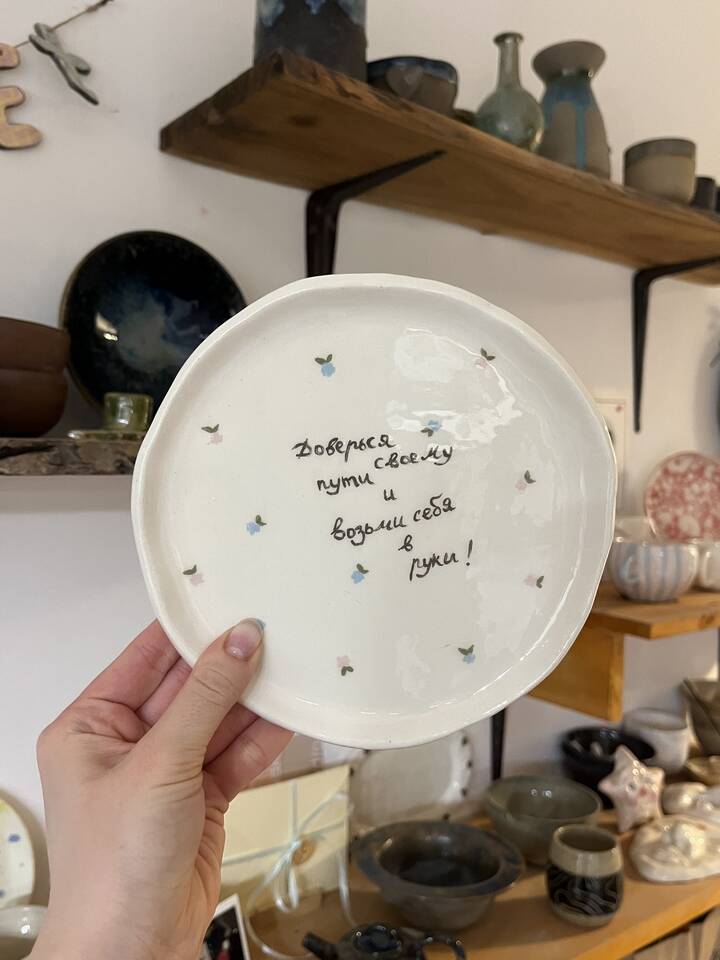 Доверься
своему
пути
и
возьми себя
в
руки!